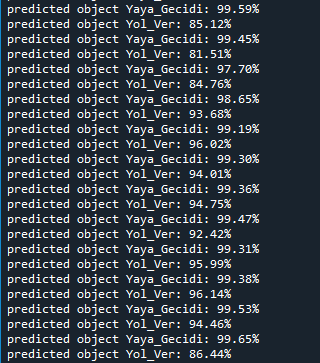 predicted object Yaya_Gecidi: 99.59%
predicted object Yol_Ver: 85.12%
predicted object Yaya_Gecidi: 99.45%
predicted object Yol_Ver: 81.51%
predicted object Yaya_Gecidi: 97.70%
predicted object Yol_Ver: 84.76%
predicted object Yaya_Gecidi: 98.65%
predicted object Yol_Ver: 93.68%
predicted object Yaya_Gecidi: 99.19%
predicted object Yol_Ver: 96.02%
predicted object Yaya_Gecidi: 99.30%
predicted object Yol_Ver: 94.01%
predicted object Yaya_Gecidi: 99.36%
predicted object Yol_Ver: 94.75%
predicted object Yaya_Gecidi: 99.47%
predicted object Yol_Ver: 92.42%
predicted object Yaya_Gecidi: 99.31%
predicted object Yol_Ver: 95.99%
predicted object Yaya_Gecidi: 99.38%
predicted object Yol_Ver: 96.14%
predicted object Yaya_Gecidi: 99.53%
predicted object Yol_Ver: 94.46%
predicted object Yaya_Gecidi: 99.65%
predicted object Yol_Ver: 86.44%